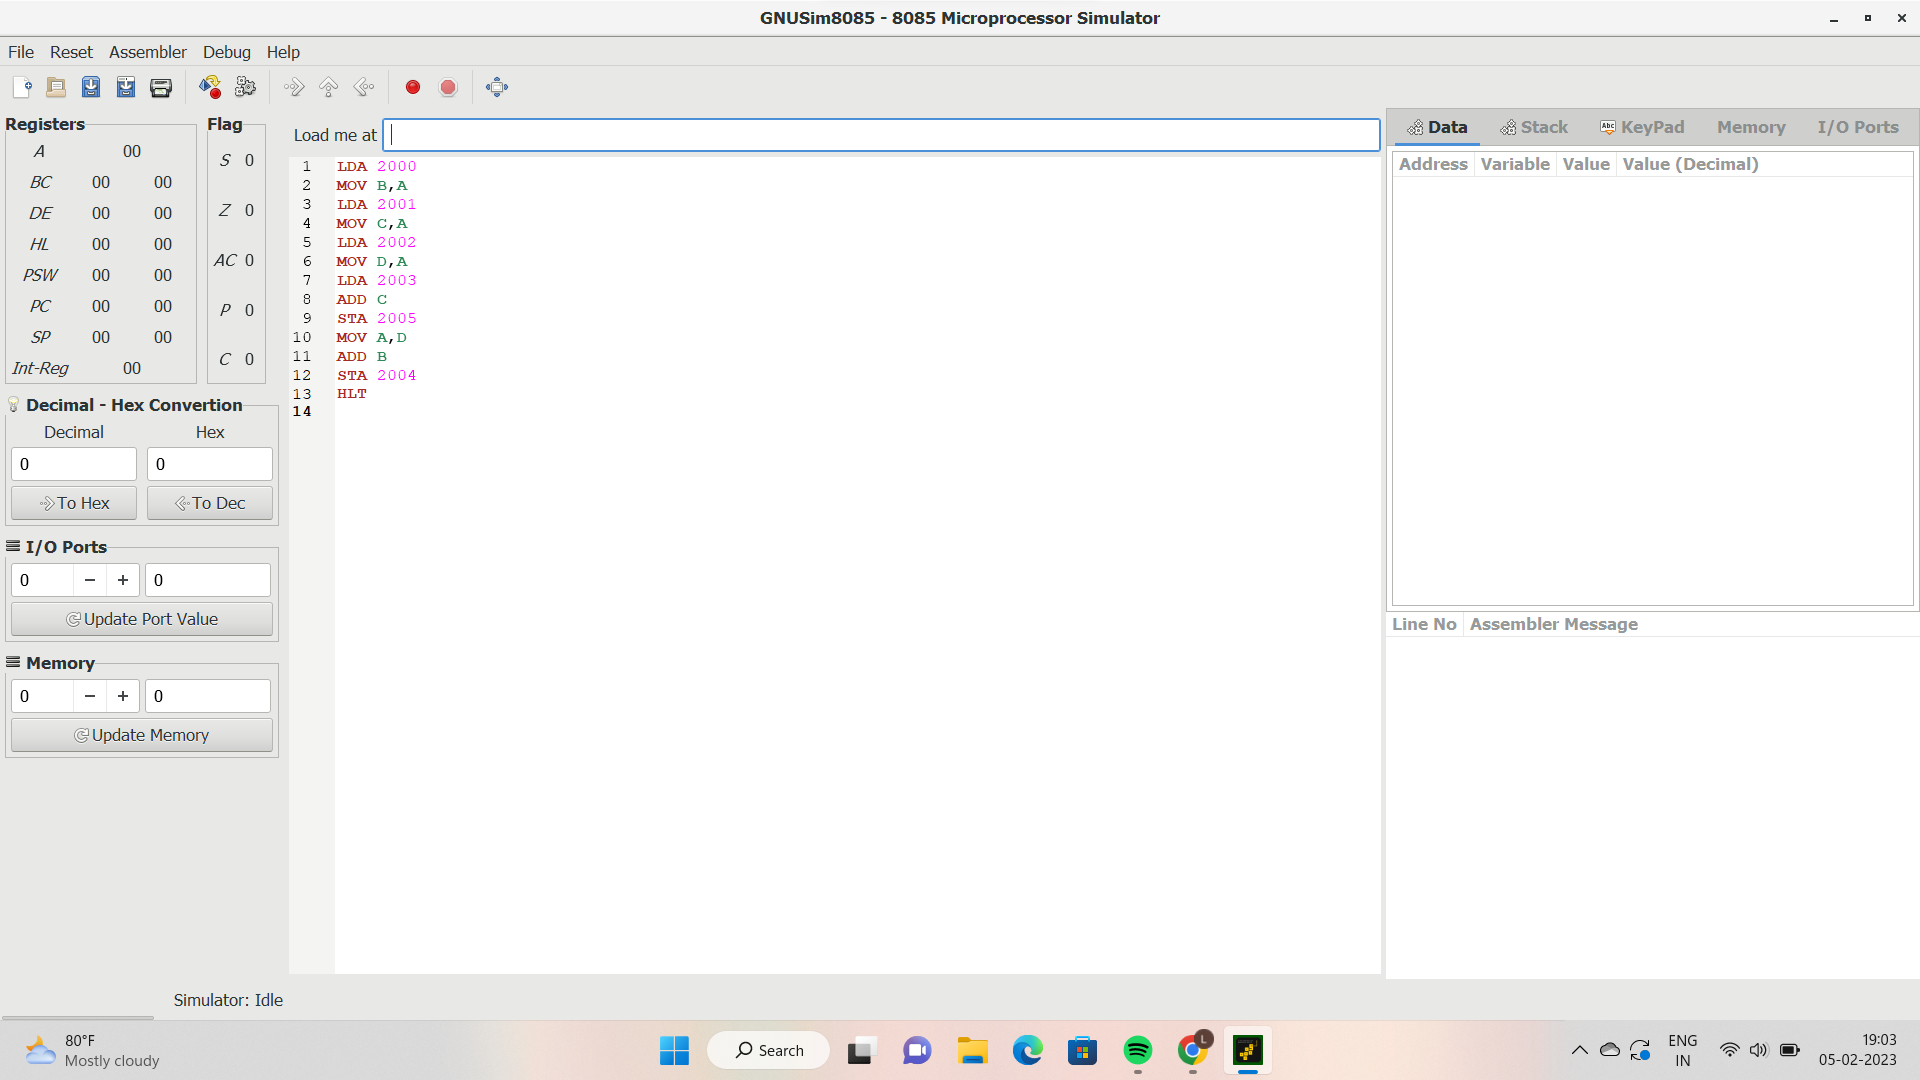 GNUSim8085 - 8085 Microprocessor Simulator
File Reset Assembler Debug Help
Registers
A 00
BC 00 00
DE 00 00
HL 00 00
PSW 00 00
PC 00 00
SP 00 00
Int-Reg 00
Flag
S 0
Z 0
AC 0
P 0
C 0
Decimal - Hex Convertion
Decimal Hex
0 0
To Hex To Dec
I/O Ports
0 − + 0
Update Port Value
Memory
0 − + 0
Update Memory
Load me at
1 LDA 2000
2 MOV B,A
3 LDA 2001
4 MOV C,A
5 LDA 2002
6 MOV D,A
7 LDA 2003
8 ADD C
9 STA 2005
10 MOV A,D
11 ADD B
12 STA 2004
13 HLT
14
Data Stack Abc KeyPad Memory I/O Ports
Address Variable Value Value (Decimal)
Line No Assembler Message
Simulator: Idle
80°F
Mostly cloudy
Search
L
ENG
IN
19:03
05-02-2023